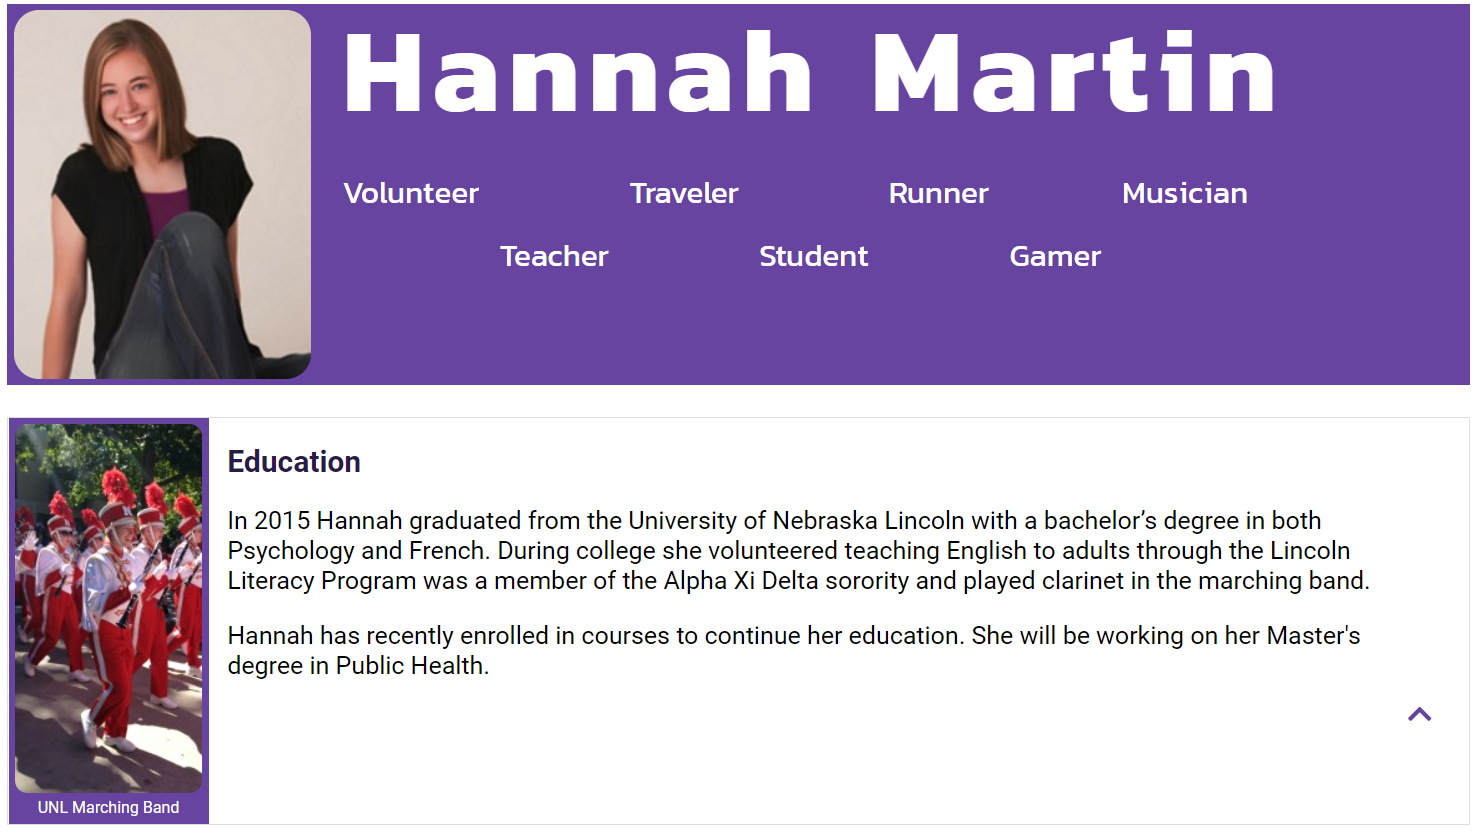 Hannah Martin
Volunteer Traveler Runner Musician
Teacher Student Gamer
Education
In 2015 Hannah graduated from the University of Nebraska Lincoln with a bachelor’s degree in both
Psychology and French. During college she volunteered teaching English to adults through the Lincoln
Literacy Program was a member of the Alpha Xi Delta sorority and played clarinet in the marching band.
Hannah has recently enrolled in courses to continue her education. She will be working on her Master's
degree in Public Health.
UNL Marching Band